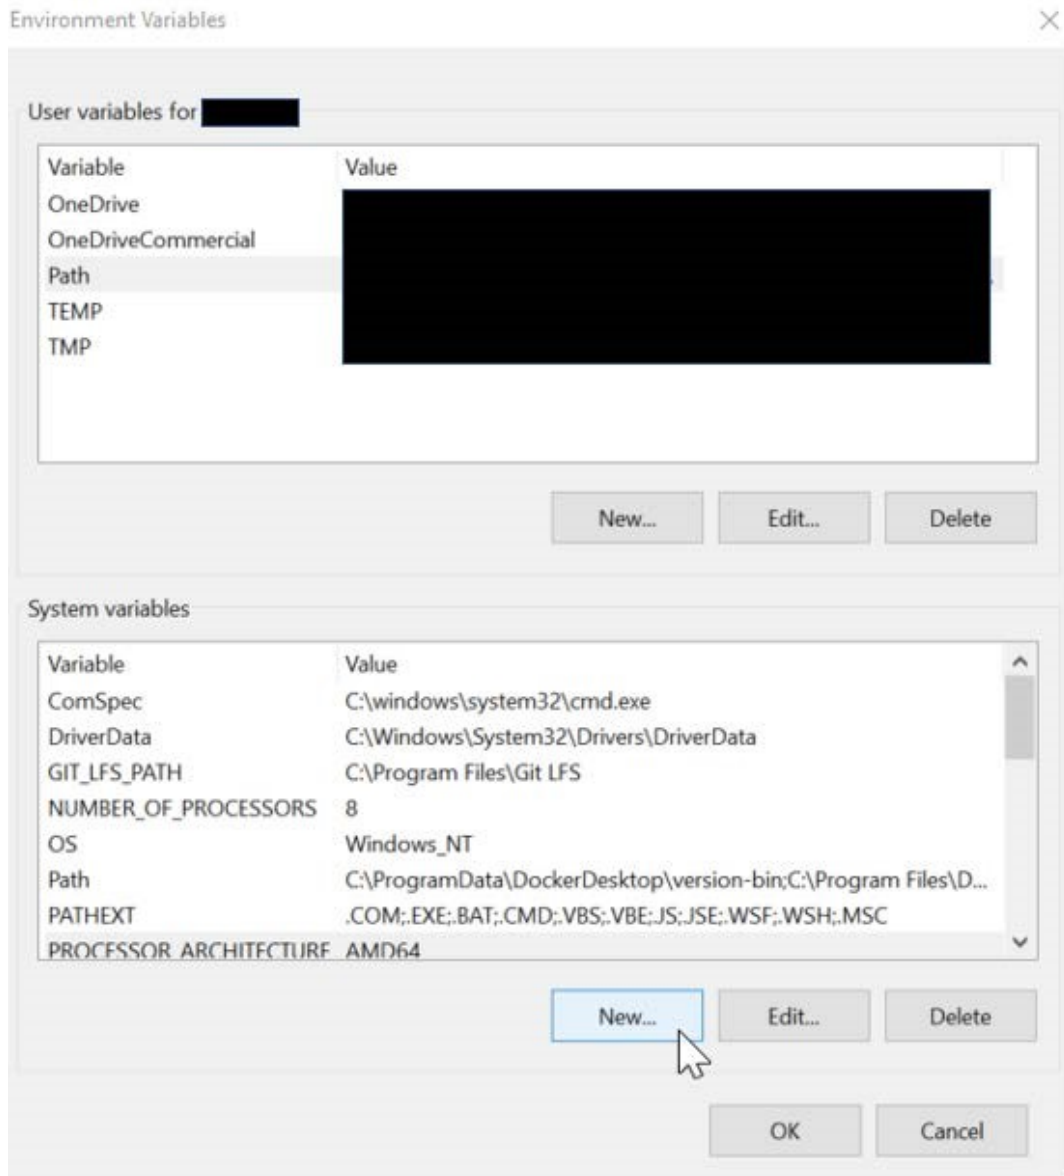 Environment Variables
User variables for
Variable Value
OneDrive
OneDriveCommercial
Path
TEMP
TMP
New... Edit... Delete
System variables
Variable Value
ComSpec C:\windows\system32\cmd.exe
DriverData C:\Windows\System32\Drivers\DriverData
GIT_LFS_PATH C:\Program Files\Git LFS
NUMBER_OF_PROCESSORS 8
OS Windows_NT
Path C:\ProgramData\DockerDesktop\version-bin;C:\Program Files\D...
PATHEXT .COM;.EXE;.BAT;.CMD;.VBS;.VBE;.JS;.JSE;.WSF;.WSH;.MSC
PROCESSOR_ARCHITECTURE AMD64
New... Edit... Delete
OK Cancel